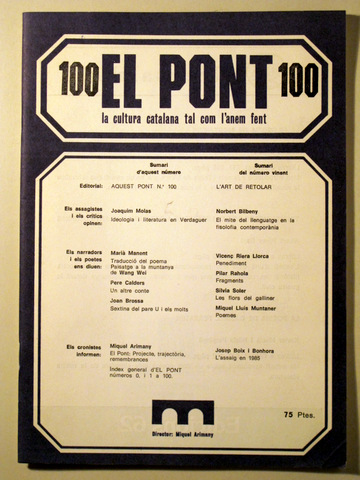 100 EL PONT 100
la cultura catalana tal com l'anem fent
Sumari
d'aquest número
Sumari
del número vinent
Editorial:
AQUEST PONT N.º 100
L'ART DE RETOLAR
Els assagistes
i els crítics
opinen:
Joaquim Molas
Ideologia i literatura en Verdaguer
Norbert Bilbeny
El mite del llenguatge en la
fisolofia contemporània
Els narradors
i els poetes
ens diuen:
Marià Manent
Traducció del poema
Paisatge a la muntanya
de Wang Wei
Pere Calders
Un altre conte
Joan Brossa
Sextina del pare U i els molts
Vicenç Riera Llorca
Penediment
Pilar Rahola
Fragments
Sílvia Soler
Les flors del galliner
Miquel Lluís Muntaner
Poemes
Els cronistes
informen:
Miquel Arimany
El Pont: Projecte, trajectòria,
remembrances
Index general d'EL PONT
números 0, i 1 a 100.
Josep Boix i Bonhora
L'assaig en 1985
75 Ptes.
Director: Miquel Arimany